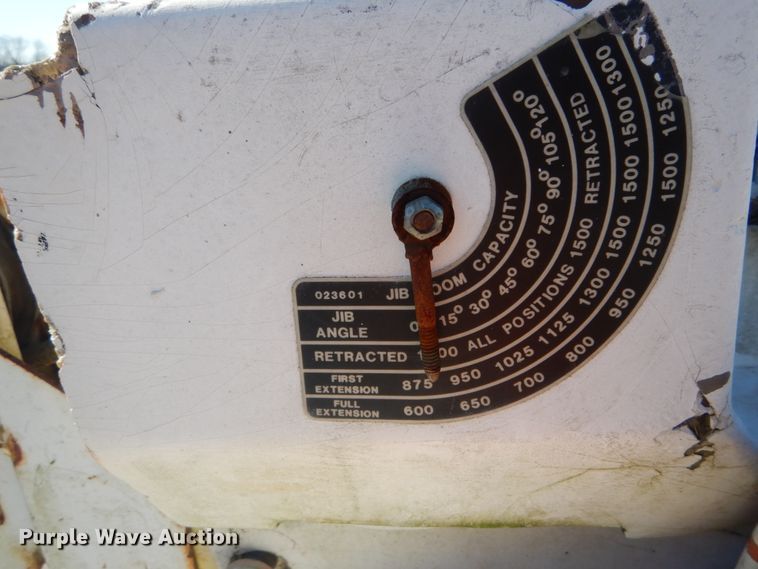 023601 JIB BOOM CAPACITY
JIB ANGLE 0° 15° 30° 45° 60° 75° 90° 105° 120°
RETRACTED 1500 ALL POSITIONS 1500 RETRACTED
FIRST EXTENSION 875 950 1025 1125 1300 1500 1500 1500 1300
FULL EXTENSION 600 650 700 800 950 1250 1500 1250
Purple Wave Auction